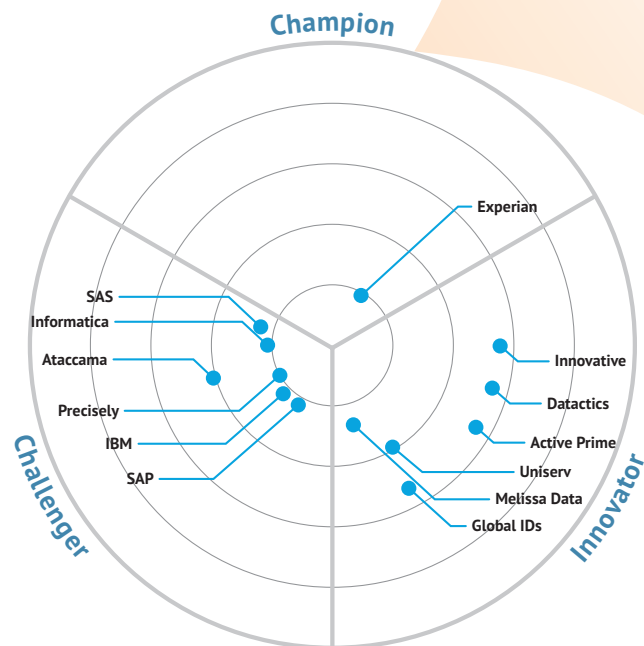 Champion
Experian
SAS
Informatica
Ataccama
Precisely
IBM
SAP
Innovative
Datactics
Active Prime
Uniserv
Melissa Data
Global IDs
Challenger
Innovator